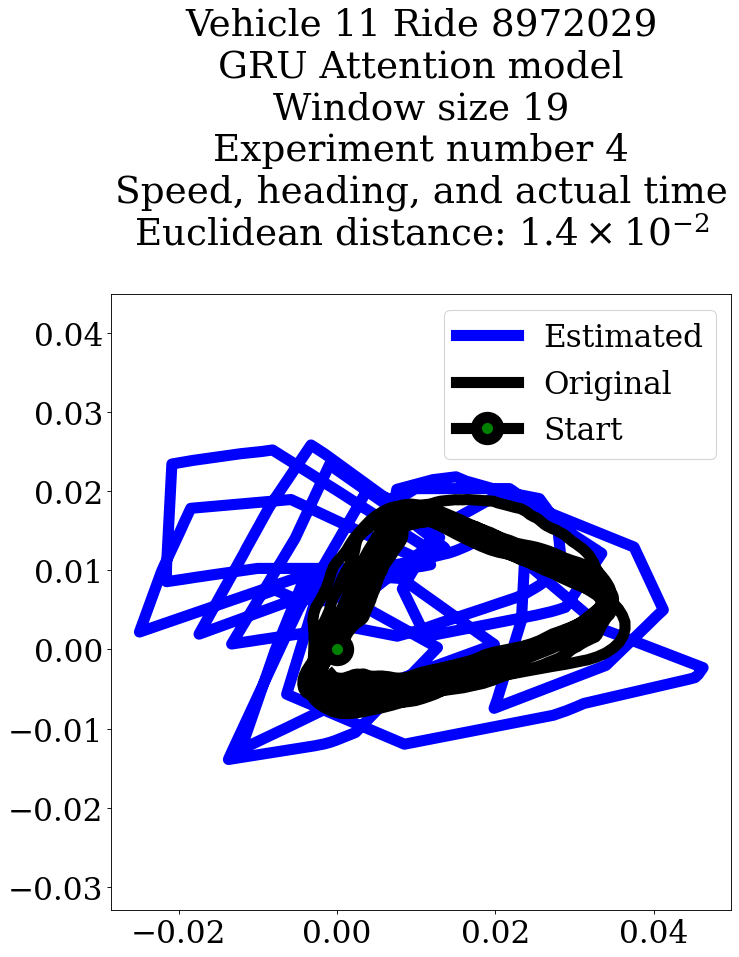 Vehicle 11 Ride 8972029
GRU Attention model
Window size 19
Experiment number 4
Speed, heading, and actual time
Euclidean distance: 1.4 × 10⁻²
Estimated
Original
Start
0.04
0.03
0.02
0.01
0.00
−0.01
−0.02
−0.03
−0.02 0.00 0.02 0.04